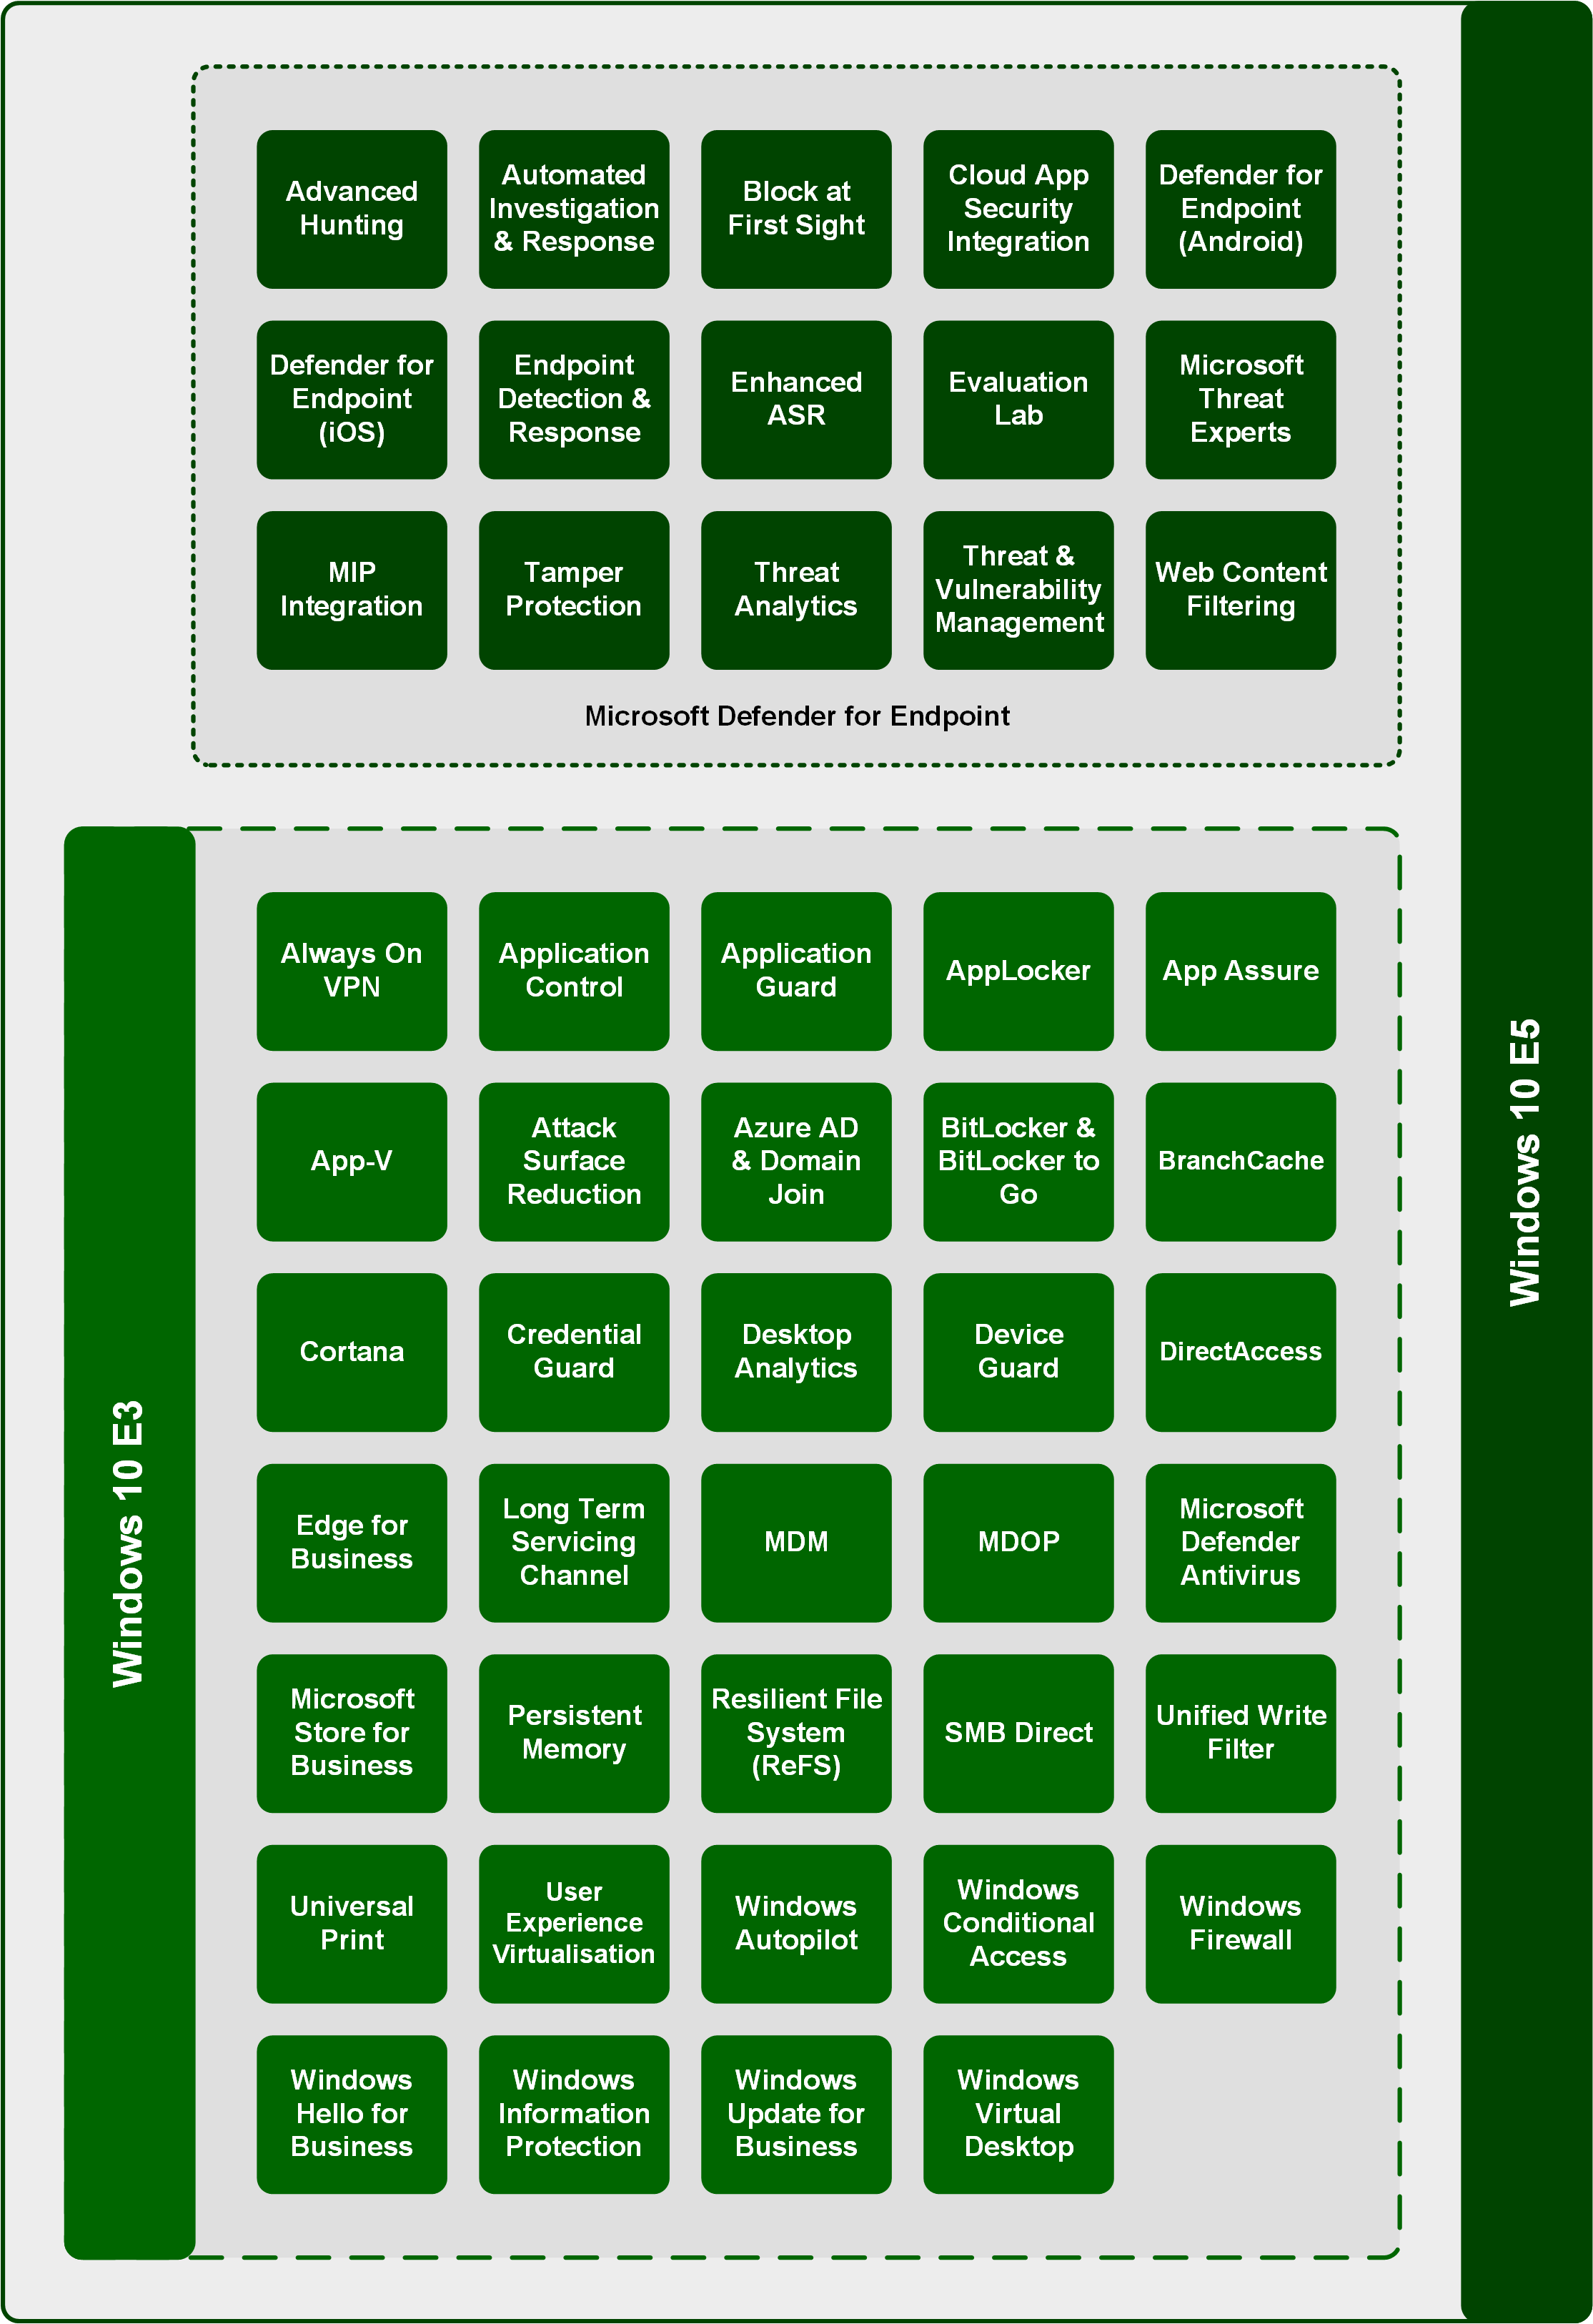 Advanced
Hunting
Automated
Investigation
& Response
Block at
First Sight
Cloud App
Security
Integration
Defender for
Endpoint
(Android)
Defender for
Endpoint
(iOS)
Endpoint
Detection &
Response
Enhanced
ASR
Evaluation
Lab
Microsoft
Threat
Experts
MIP
Integration
Tamper
Protection
Threat
Analytics
Threat &
Vulnerability
Management
Web Content
Filtering
Microsoft Defender for Endpoint
Windows 10 E5
Windows 10 E3
Always On
VPN
Application
Control
Application
Guard
AppLocker
App Assure
App-V
Attack
Surface
Reduction
Azure AD
& Domain
Join
BitLocker &
BitLocker to
Go
BranchCache
Cortana
Credential
Guard
Desktop
Analytics
Device
Guard
DirectAccess
Edge for
Business
Long Term
Servicing
Channel
MDM
MDOP
Microsoft
Defender
Antivirus
Microsoft
Store for
Business
Persistent
Memory
Resilient File
System
(ReFS)
SMB Direct
Unified Write
Filter
Universal
Print
User
Experience
Virtualisation
Windows
Autopilot
Windows
Conditional
Access
Windows
Firewall
Windows
Hello for
Business
Windows
Information
Protection
Windows
Update for
Business
Windows
Virtual
Desktop